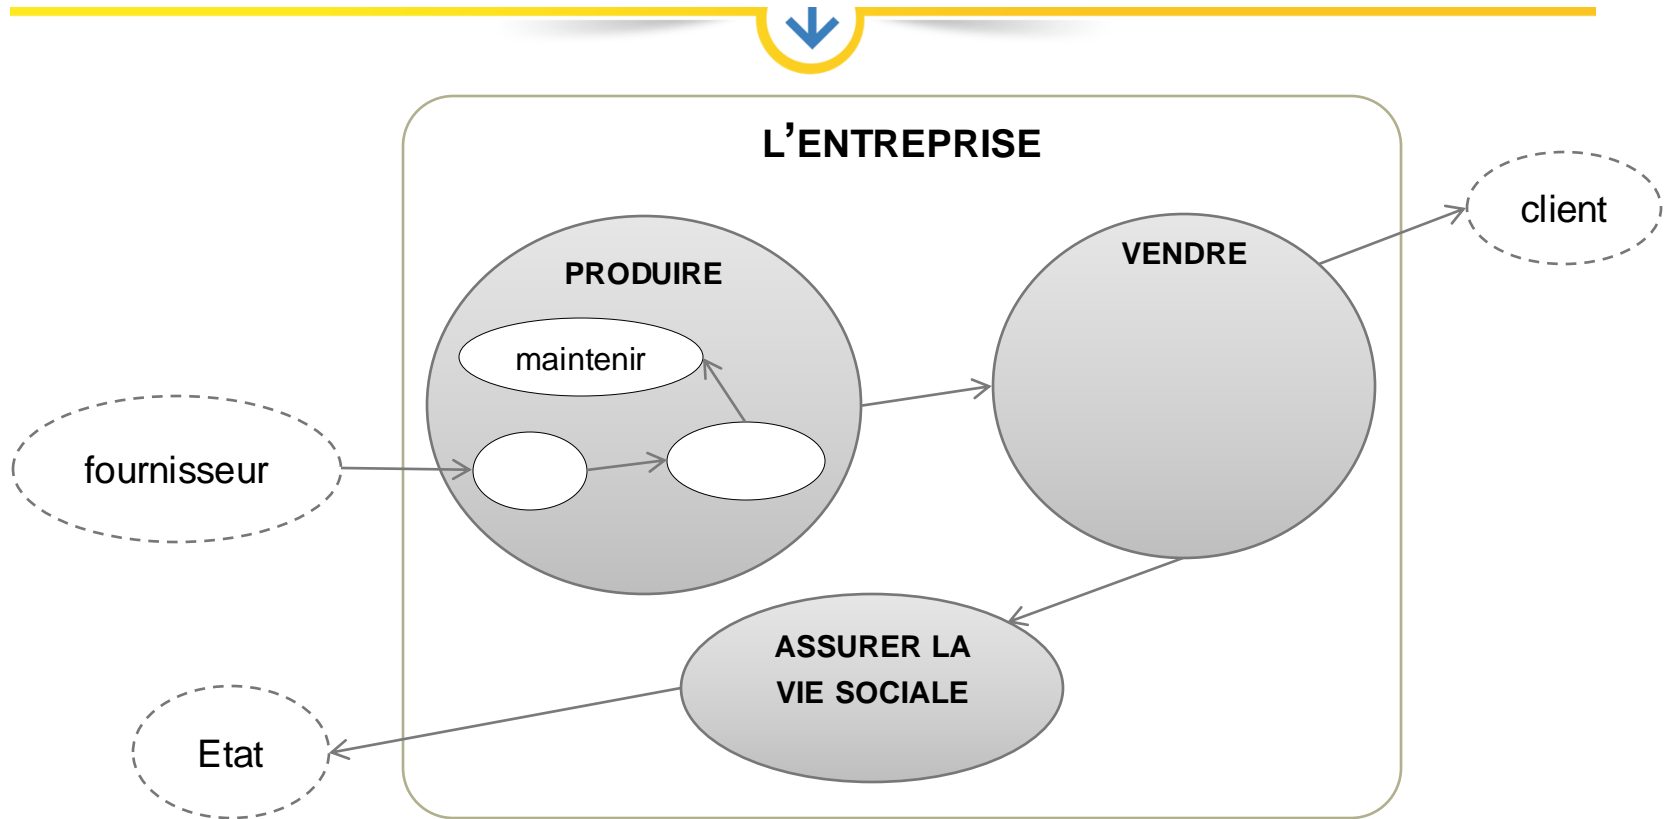 L’ENTREPRISE
client
VENDRE
PRODUIRE
maintenir
fournisseur
ASSURER LA
VIE SOCIALE
Etat